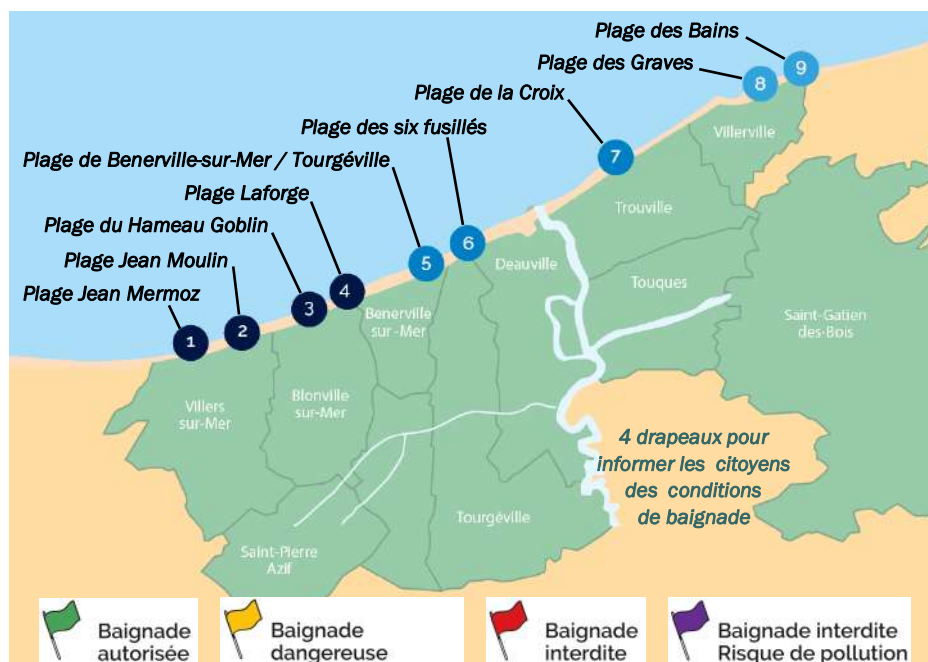 Plage des Bains
9
Plage des Graves
8
Plage de la Croix
7
Plage des six fusillés
6
Plage de Benerville-sur-Mer / Tourgéville
5
Plage Laforge
4
Plage du Hameau Goblin
3
Plage Jean Moulin
2
Plage Jean Mermoz
1
Villerville
Trouville
Deauville
Touques
Benerville
sur-Mer
Saint-Gatien
des-Bois
Villers
sur-Mer
Blonville
sur-Mer
Tourgéville
Saint-Pierre
Azif
4 drapeaux pour
informer les citoyens
des conditions
de baignade
Baignade
autorisée
Baignade
dangereuse
Baignade
interdite
Baignade interdite
Risque de pollution